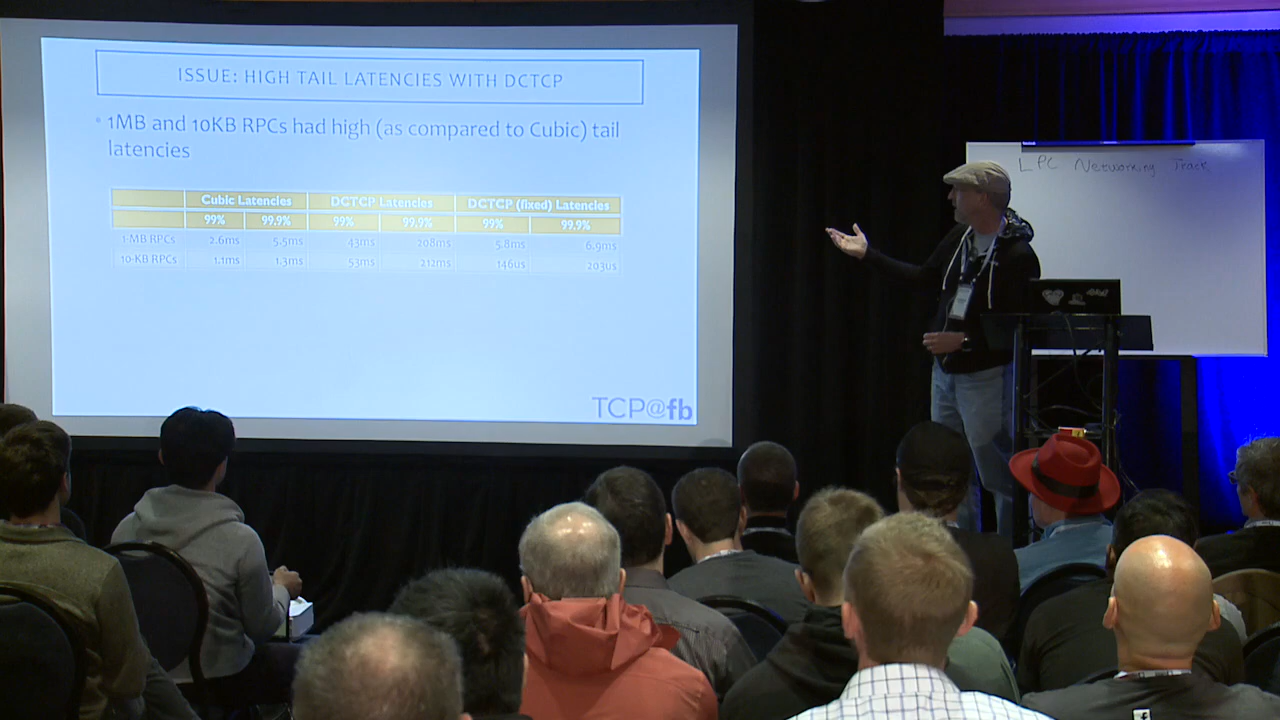 ISSUE: HIGH TAIL LATENCIES WITH DCTCP
1MB and 10KB RPCs had high (as compared to Cubic) tail
latencies
Cubic Latencies DCTCP Latencies DCTCP (fixed) Latencies
99% 99.9% 99% 99.9% 99% 99.9%
1-MB RPCs 2.6ms 5.5ms 43ms 208ms 5.8ms 6.9ms
10-KB RPCs 1.1ms 1.3ms 53ms 212ms 146us 203us
TCP@fb
LPC Networking Track